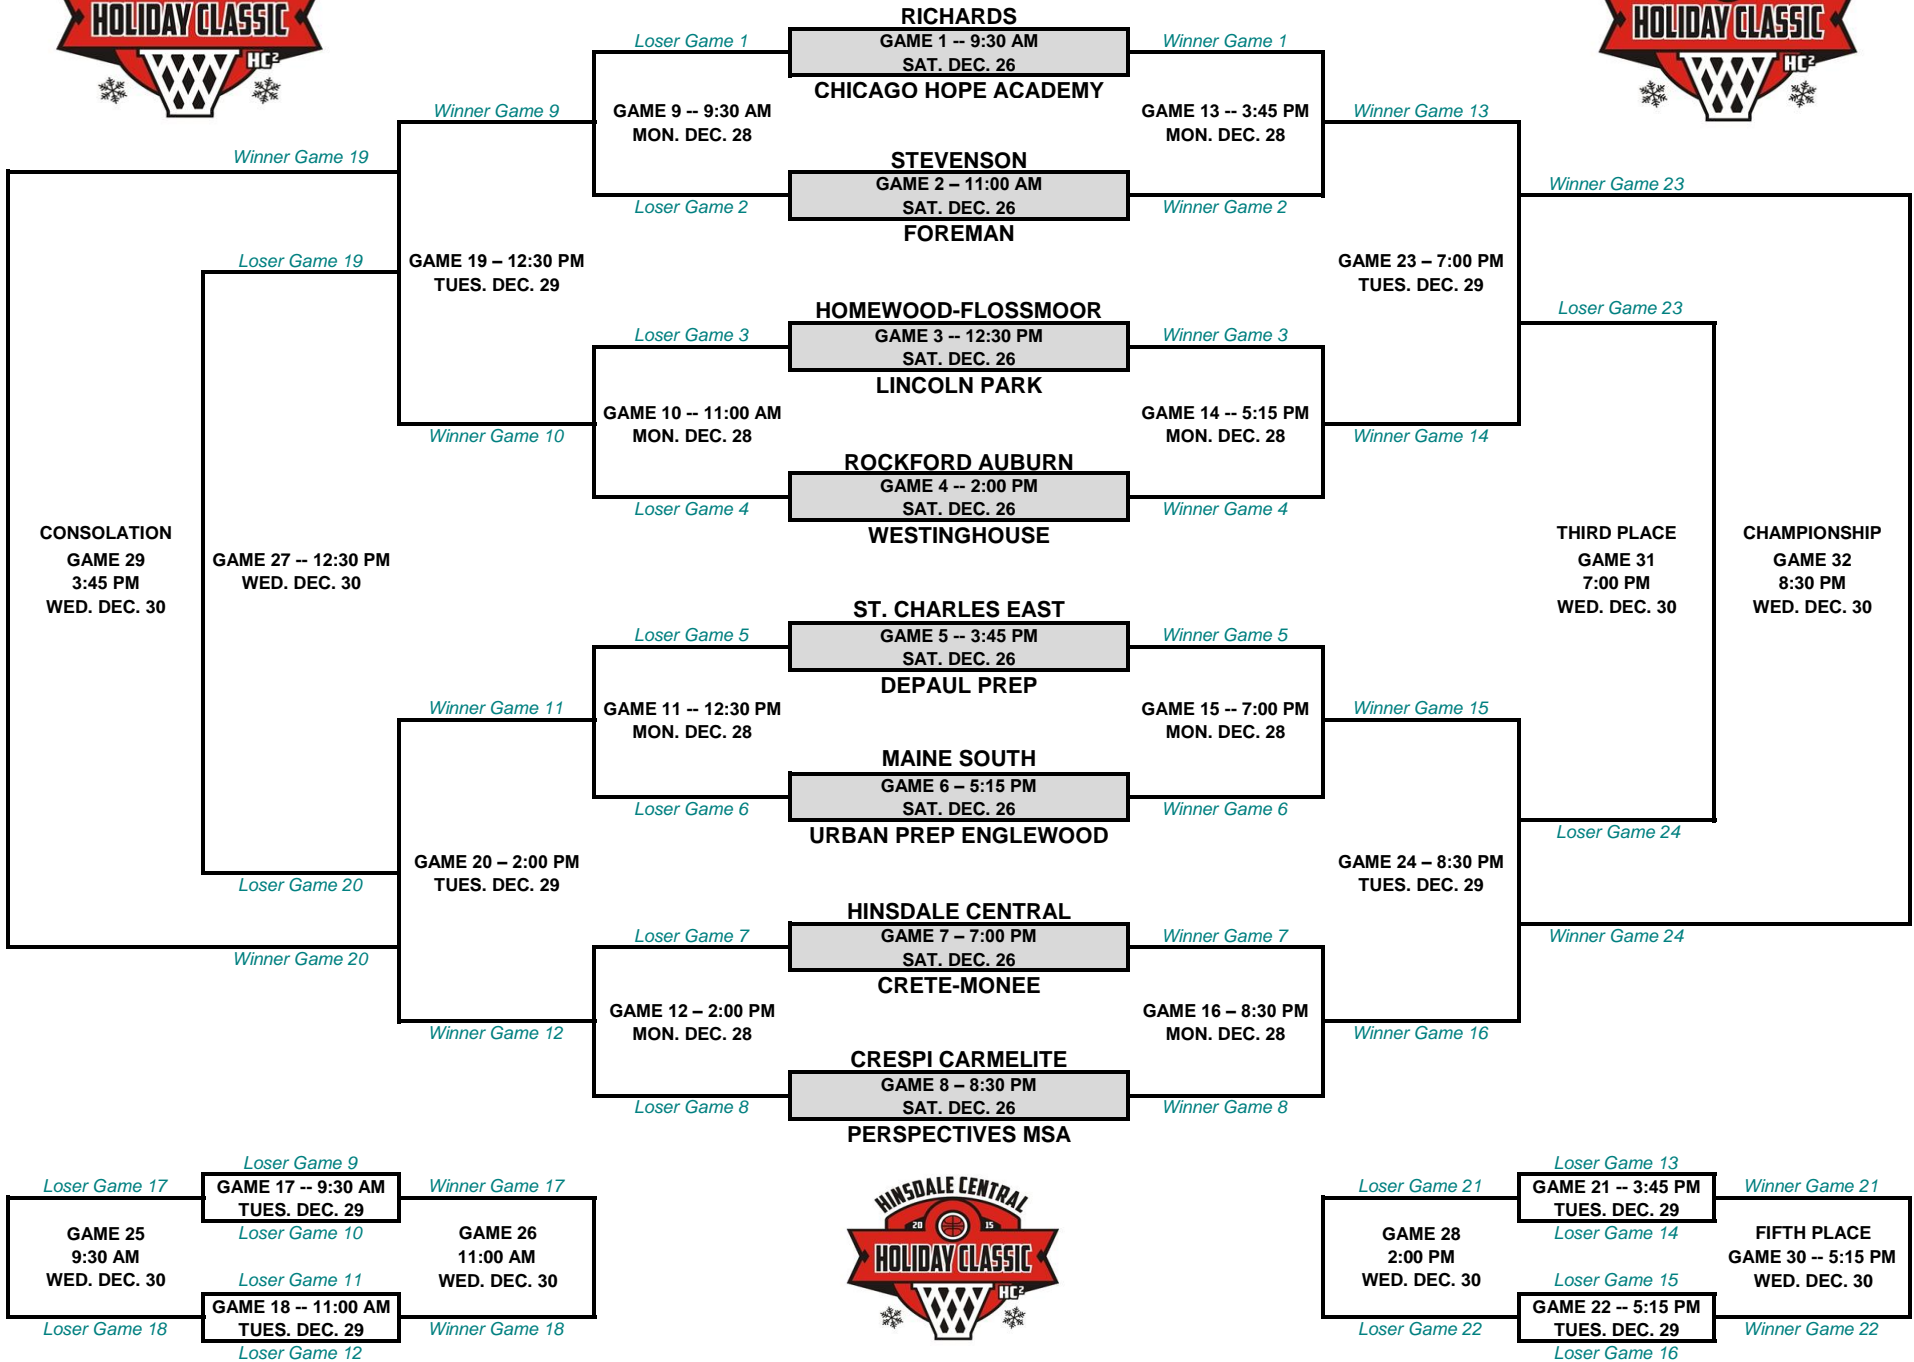 HOLIDAY CLASSIC
HC²
HOLIDAY CLASSIC
HC²
RICHARDS
Loser Game 1
GAME 1 -- 9:30 AM
SAT. DEC. 26
Winner Game 1
CHICAGO HOPE ACADEMY
Winner Game 9
GAME 9 -- 9:30 AM
MON. DEC. 28
GAME 13 -- 3:45 PM
MON. DEC. 28
Winner Game 13
Winner Game 19
STEVENSON
GAME 2 – 11:00 AM
SAT. DEC. 26
Winner Game 23
Loser Game 2
Winner Game 2
FOREMAN
Loser Game 19
GAME 19 – 12:30 PM
TUES. DEC. 29
GAME 23 – 7:00 PM
TUES. DEC. 29
HOMEWOOD-FLOSSMOOR
Loser Game 23
Loser Game 3
GAME 3 -- 12:30 PM
SAT. DEC. 26
Winner Game 3
LINCOLN PARK
GAME 10 -- 11:00 AM
MON. DEC. 28
GAME 14 -- 5:15 PM
MON. DEC. 28
Winner Game 10
Winner Game 14
ROCKFORD AUBURN
GAME 4 -- 2:00 PM
SAT. DEC. 26
Loser Game 4
Winner Game 4
WESTINGHOUSE
CONSOLATION
GAME 29
3:45 PM
WED. DEC. 30
GAME 27 -- 12:30 PM
WED. DEC. 30
THIRD PLACE
GAME 31
7:00 PM
WED. DEC. 30
CHAMPIONSHIP
GAME 32
8:30 PM
WED. DEC. 30
ST. CHARLES EAST
Loser Game 5
GAME 5 -- 3:45 PM
SAT. DEC. 26
Winner Game 5
DEPAUL PREP
Winner Game 11
GAME 11 -- 12:30 PM
MON. DEC. 28
GAME 15 -- 7:00 PM
MON. DEC. 28
Winner Game 15
MAINE SOUTH
GAME 6 – 5:15 PM
SAT. DEC. 26
Loser Game 6
Winner Game 6
URBAN PREP ENGLEWOOD
Loser Game 24
GAME 20 – 2:00 PM
TUES. DEC. 29
GAME 24 – 8:30 PM
TUES. DEC. 29
Loser Game 20
HINSDALE CENTRAL
Loser Game 7
GAME 7 – 7:00 PM
SAT. DEC. 26
Winner Game 7
Winner Game 24
Winner Game 20
CRETE-MONEE
GAME 12 – 2:00 PM
MON. DEC. 28
GAME 16 – 8:30 PM
MON. DEC. 28
Winner Game 12
Winner Game 16
CRESPI CARMELITE
GAME 8 – 8:30 PM
SAT. DEC. 26
Loser Game 8
Winner Game 8
PERSPECTIVES MSA
Loser Game 9
Loser Game 17
GAME 17 -- 9:30 AM
TUES. DEC. 29
Winner Game 17
Loser Game 10
GAME 25
9:30 AM
WED. DEC. 30
GAME 26
11:00 AM
WED. DEC. 30
Loser Game 11
GAME 18 -- 11:00 AM
TUES. DEC. 29
Loser Game 18
Winner Game 18
Loser Game 12
HINSDALE CENTRAL
20 15
HOLIDAY CLASSIC
HC²
Loser Game 13
Loser Game 21
GAME 21 -- 3:45 PM
TUES. DEC. 29
Winner Game 21
Loser Game 14
GAME 28
2:00 PM
WED. DEC. 30
FIFTH PLACE
GAME 30 -- 5:15 PM
WED. DEC. 30
Loser Game 15
GAME 22 -- 5:15 PM
TUES. DEC. 29
Loser Game 22
Winner Game 22
Loser Game 16